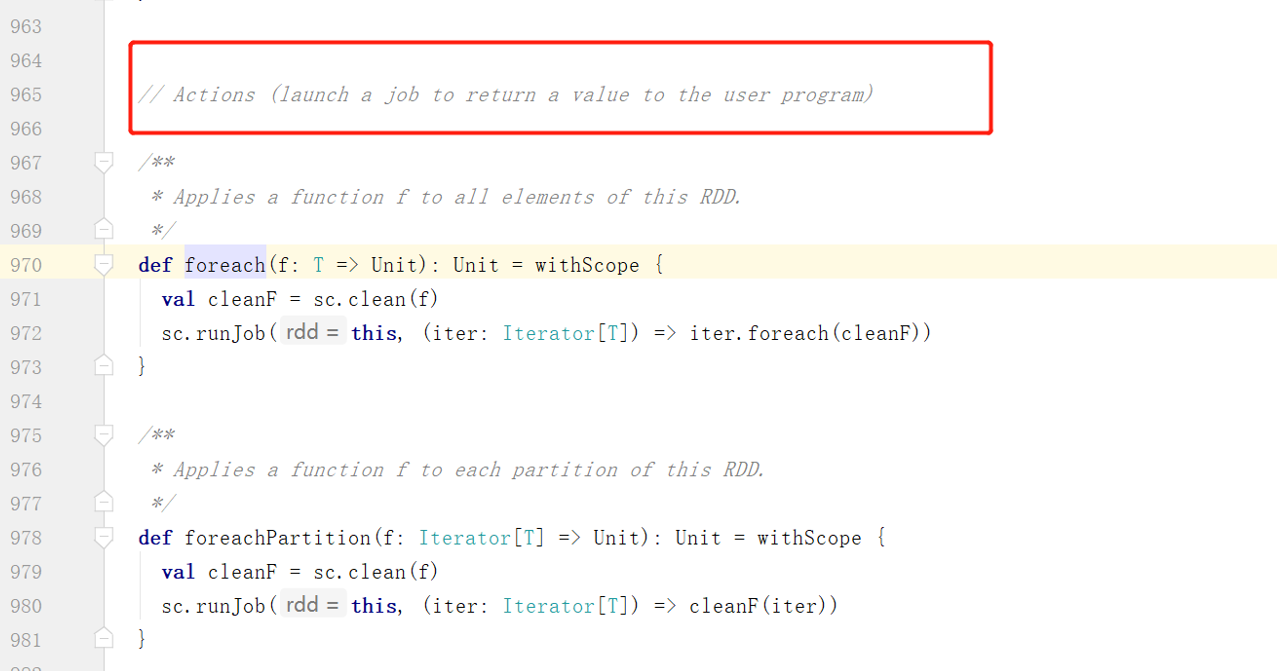 963
964
965 // Actions (launch a job to return a value to the user program)
966
967 /**
968 * Applies a function f to all elements of this RDD.
969 */
970 def foreach(f: T => Unit): Unit = withScope {
971 val cleanF = sc.clean(f)
972 sc.runJob( rdd = this, (iter: Iterator[T]) => iter.foreach(cleanF))
973 }
974
975 /**
976 * Applies a function f to each partition of this RDD.
977 */
978 def foreachPartition(f: Iterator[T] => Unit): Unit = withScope {
979 val cleanF = sc.clean(f)
980 sc.runJob( rdd = this, (iter: Iterator[T]) => cleanF(iter))
981 }